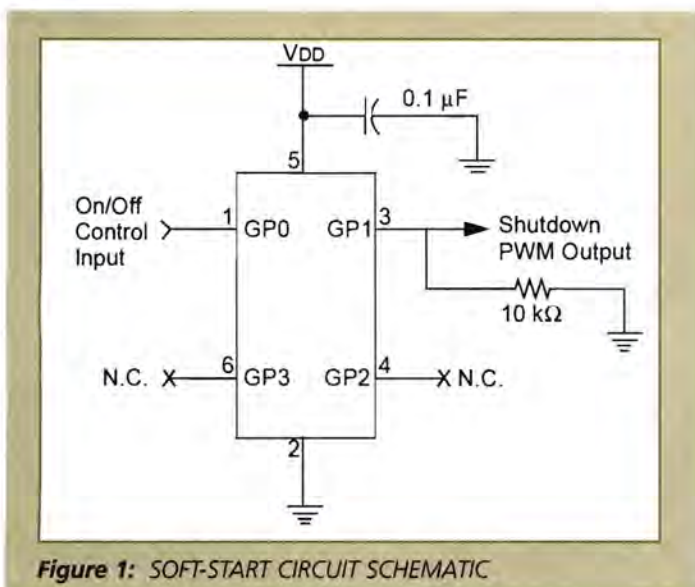 VDD
0.1 µF
5
On/Off
Control
Input
1
GP0
GP1
3
Shutdown
PWM Output
10 kΩ
N.C.
6
GP3
GP2
4
N.C.
2
Figure 1: SOFT-START CIRCUIT SCHEMATIC